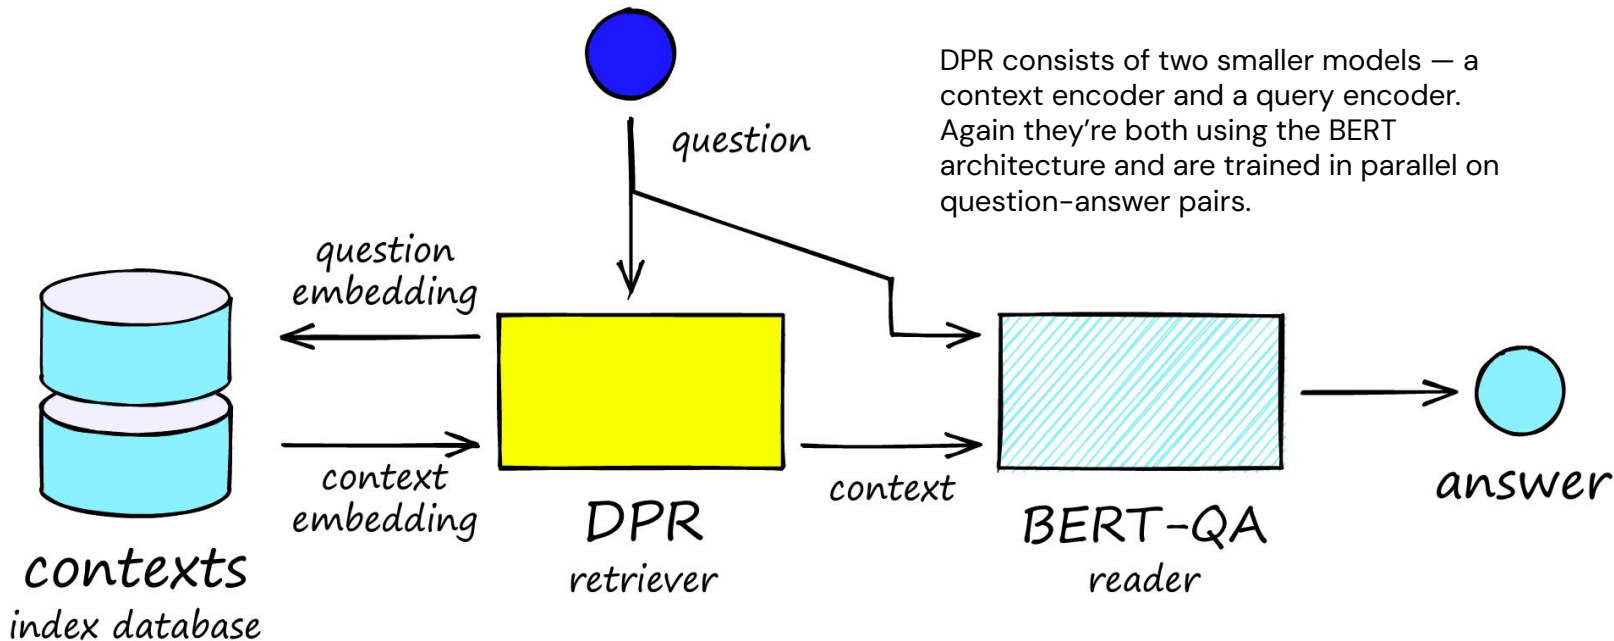 DPR consists of two smaller models — a
context encoder and a query encoder.
Again they're both using the BERT
architecture and are trained in parallel on
question-answer pairs.
question
question
embedding
context
embedding
context
DPR
retriever
BERT-QA
reader
answer
contexts
index database